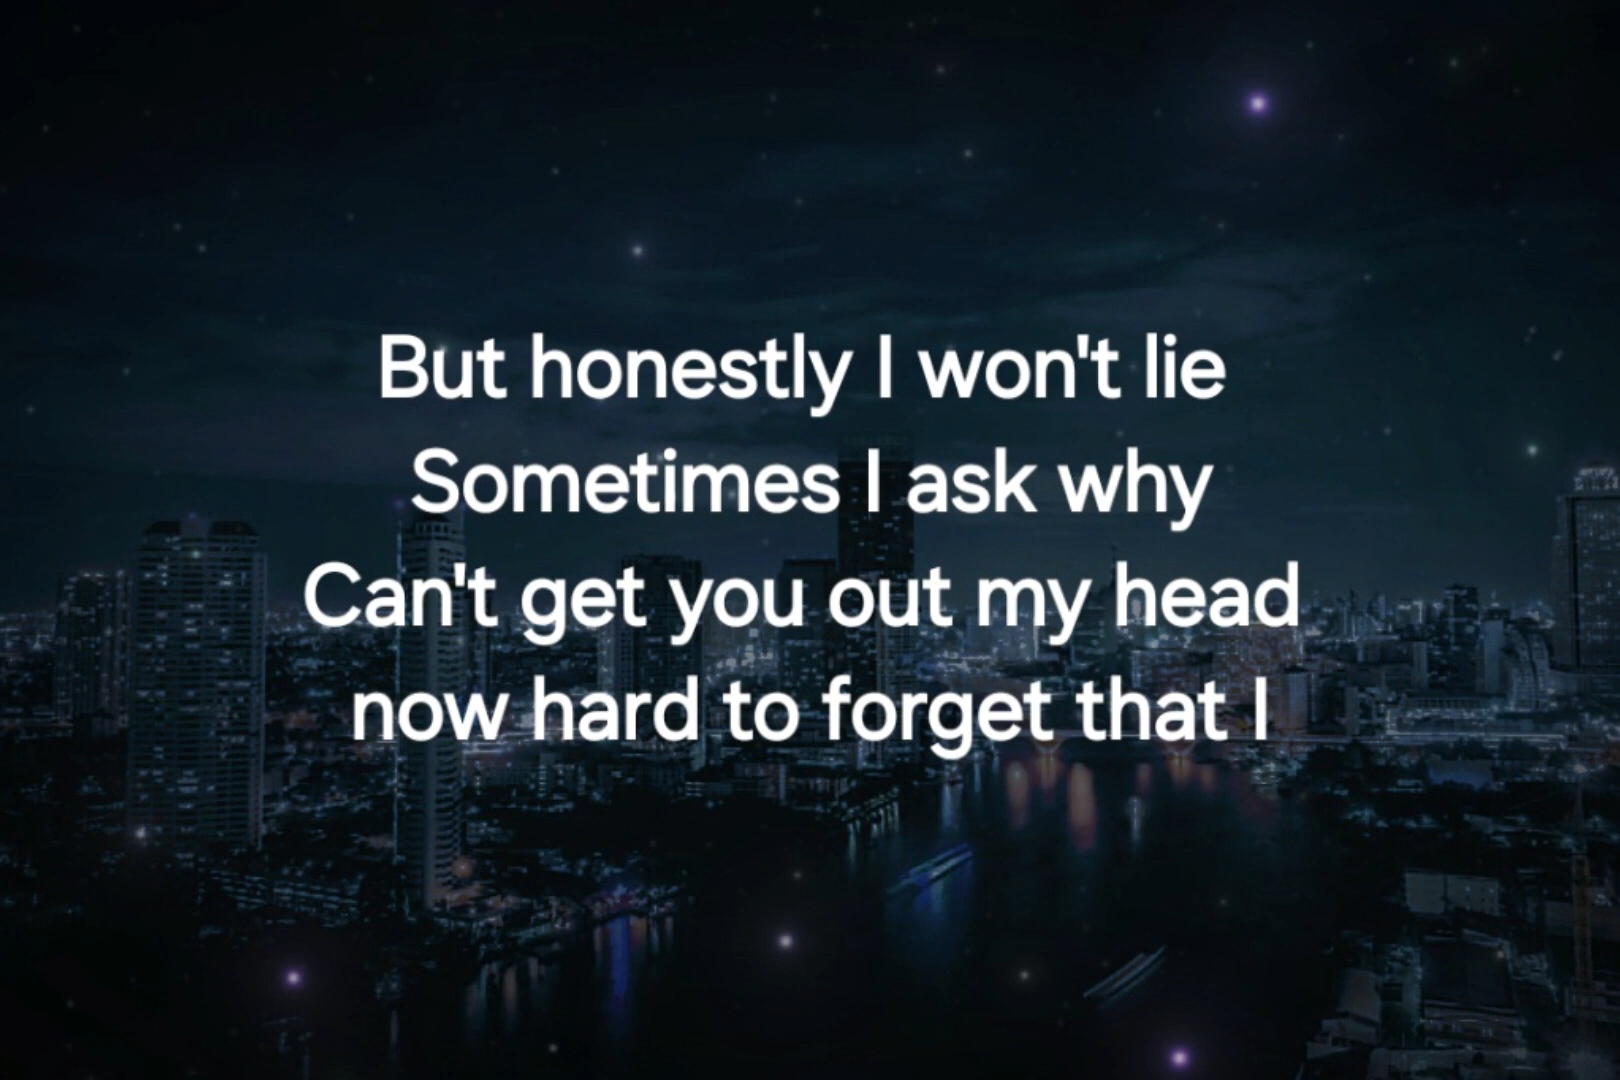 But honestly I won't lie
Sometimes I ask why
Can't get you out my head
now hard to forget that I